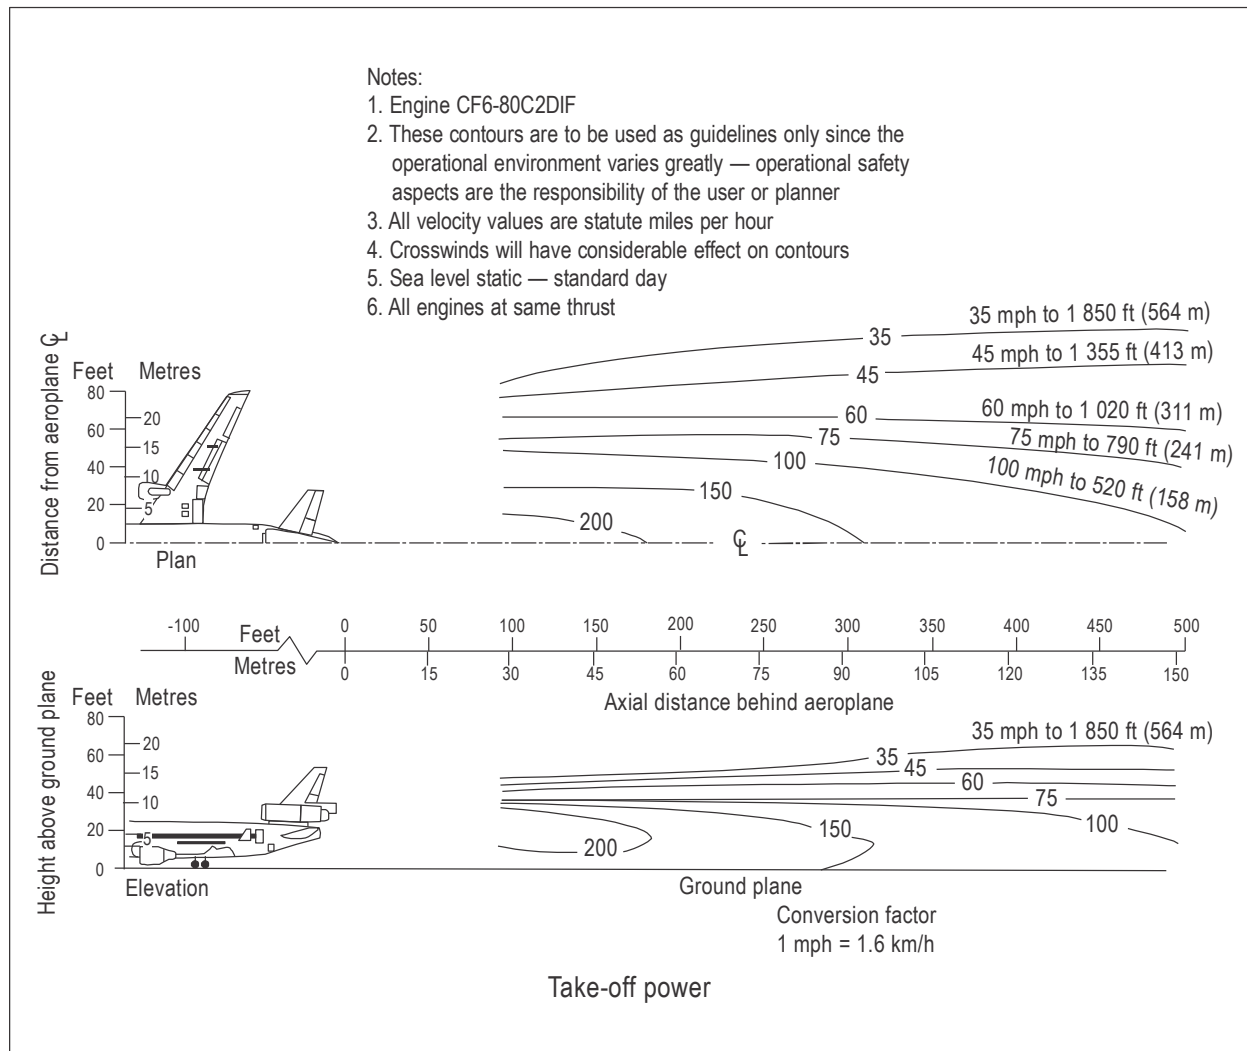 Notes:
1. Engine CF6-80C2DIF
2. These contours are to be used as guidelines only since the
operational environment varies greatly — operational safety
aspects are the responsibility of the user or planner
3. All velocity values are statute miles per hour
4. Crosswinds will have considerable effect on contours
5. Sea level static — standard day
6. All engines at same thrust
Distance from aeroplane ℄
Feet Metres
80
60
40
20
0
20
15
10
5
Plan
35 35 mph to 1 850 ft (564 m)
45 45 mph to 1 355 ft (413 m)
60 60 mph to 1 020 ft (311 m)
75 75 mph to 790 ft (241 m)
100 100 mph to 520 ft (158 m)
150
200
℄
-100 0 50 100 150 200 250 300 350 400 450 500
Feet
Metres
0 15 30 45 60 75 90 105 120 135 150
Axial distance behind aeroplane
Height above ground plane
Feet Metres
80
60
40
20
0
20
15
10
5
Elevation
35 mph to 1 850 ft (564 m)
35
45
60
75
100
150
200
Ground plane
Conversion factor
1 mph = 1.6 km/h
Take-off power